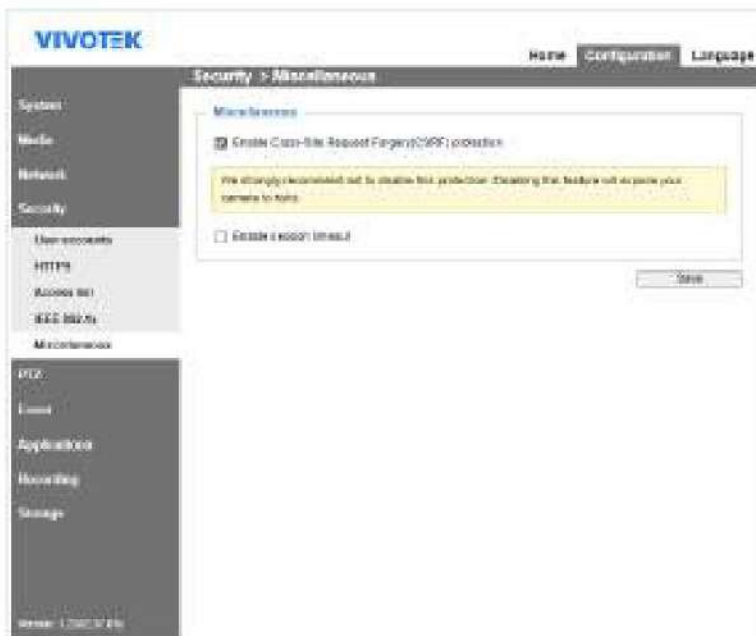 VIVOTEK
Home Configuration Language
Security > Miscellaneous
System
Media
Network
Security
User accounts
HTTPS
Access list
IEEE 802.1x
Miscellaneous
PTZ
Event
Applications
Recording
Storage
Miscellaneous
Enable Cross-Site Request Forgery(CSRF) protection
We strongly recommend not to disable this protection. Disabling this feature will expose your
camera to risks.
Enable session timeout
Save
Version: